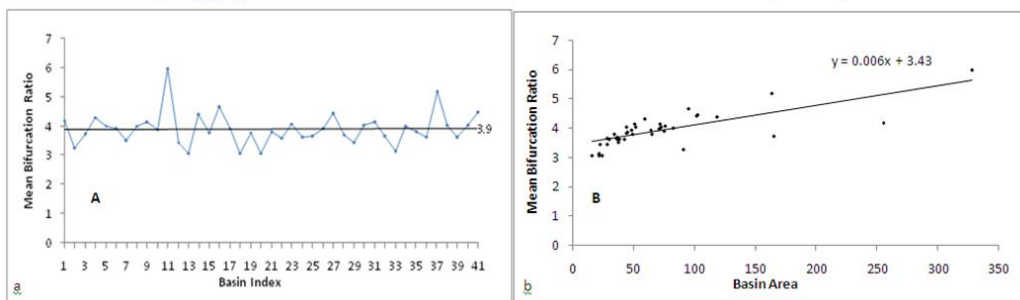 7
6
5
4
3
2
1
0
Mean Bifurcation Ratio
A
3.9
1 3 5 7 9 11 13 15 17 19 21 23 25 27 29 31 33 35 37 39 41
Basin Index
a
7
6
5
4
3
2
1
0
Mean Bifurcation Ratio
y = 0.006x + 3.43
B
0 50 100 150 200 250 300 350
Basin Area
b